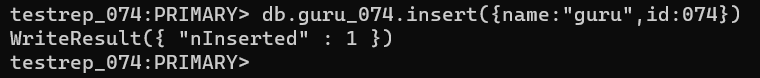 testrep_074:PRIMARY> db.guru_074.insert({name:"guru",id:074})
WriteResult({ "nInserted" : 1 })
testrep_074:PRIMARY>